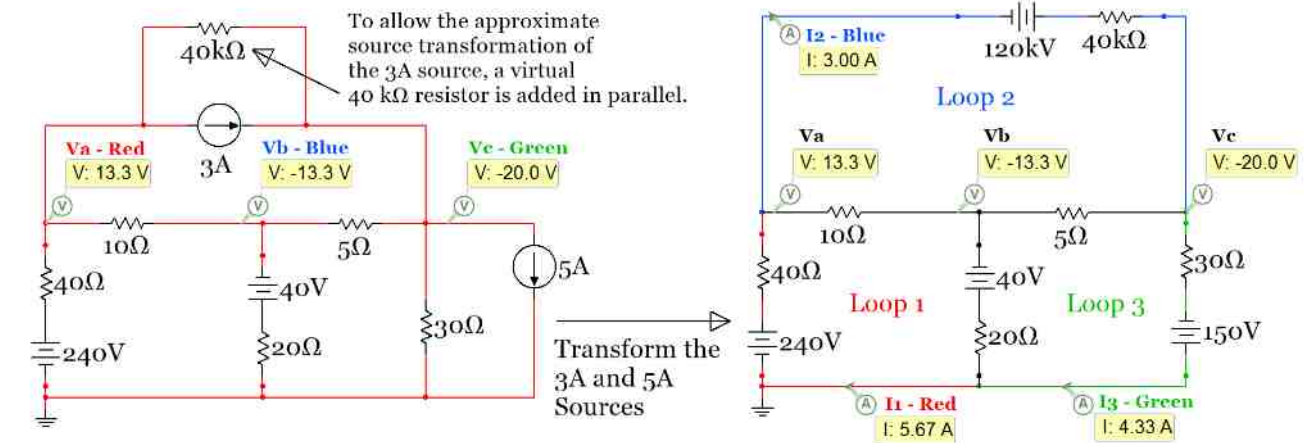 To allow the approximate
source transformation of
the 3A source, a virtual
40 kΩ resistor is added in parallel.
40kΩ
3A
Va - Red
V: 13.3 V
Vb - Blue
V: -13.3 V
Vc - Green
V: -20.0 V
V
V
V
10Ω
5Ω
40Ω
40V
5A
30Ω
20Ω
240V
Transform the
3A and 5A
Sources
A
I2 - Blue
I: 3.00 A
120kV
40kΩ
Loop 2
Va
V: 13.3 V
Vb
V: -13.3 V
Vc
V: -20.0 V
V
V
V
10Ω
5Ω
40Ω
40V
30Ω
Loop 1
Loop 3
240V
20Ω
150V
A
I1 - Red
I: 5.67 A
A
I3 - Green
I: 4.33 A